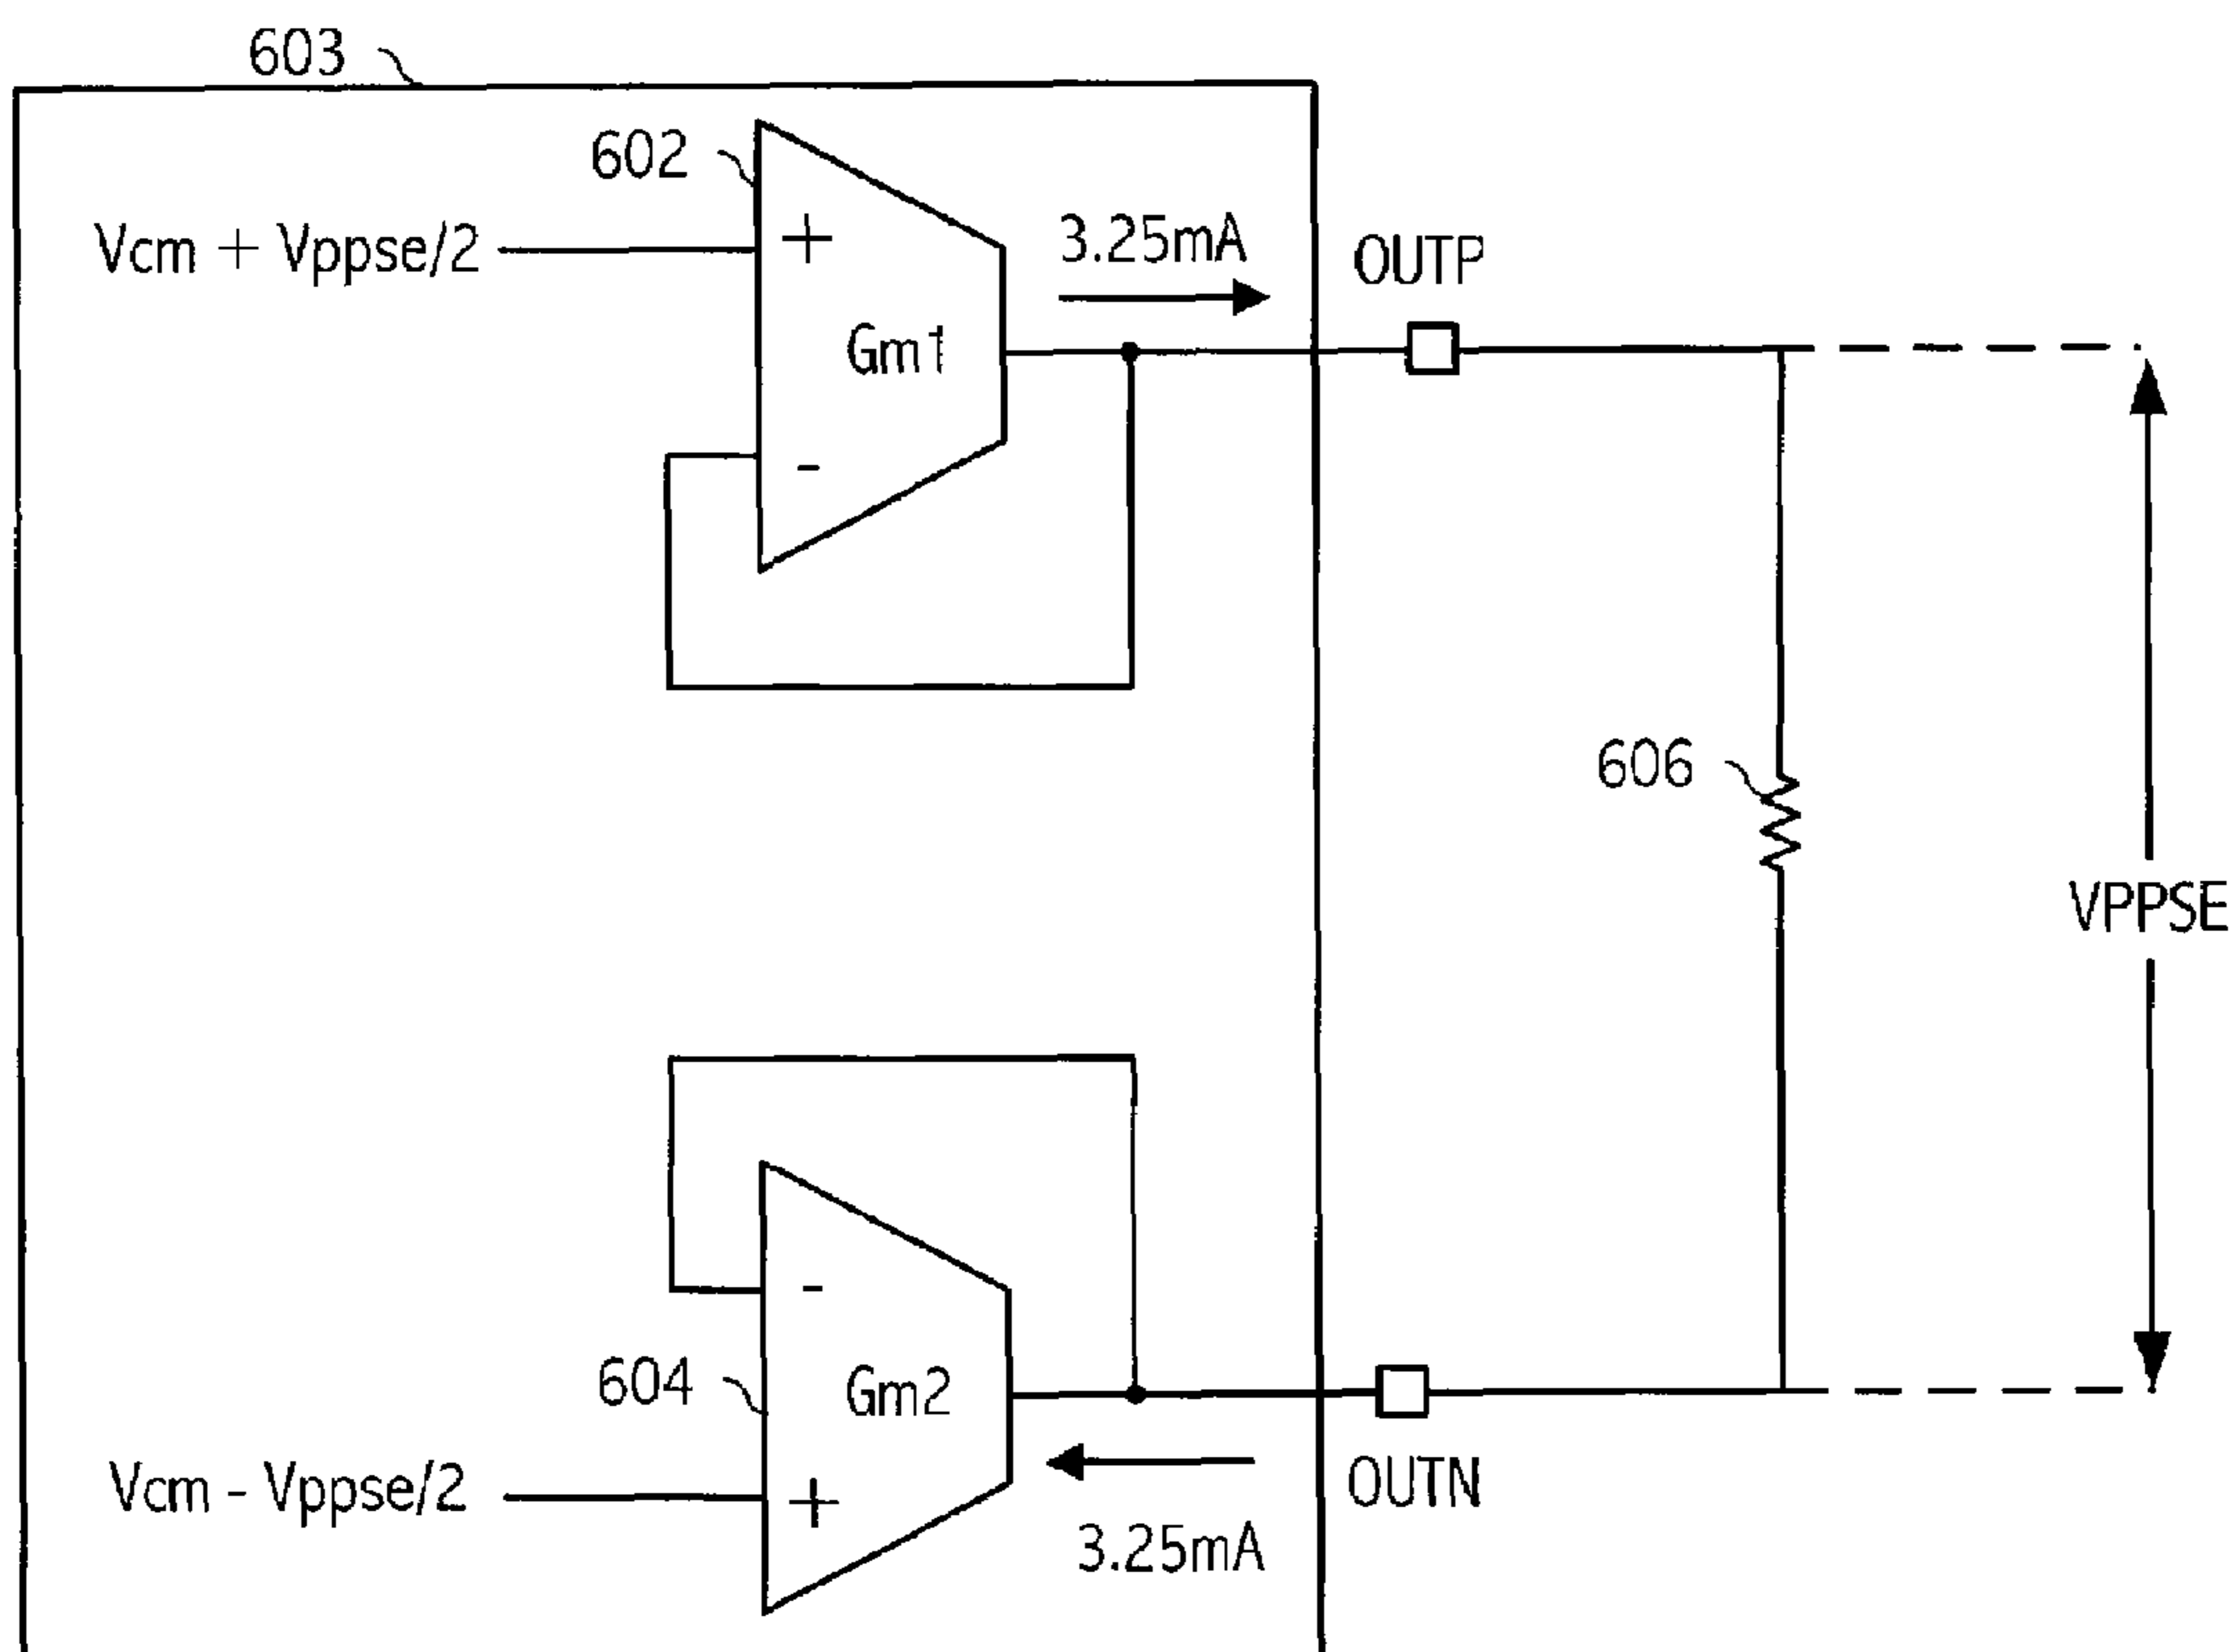 603
602
Vcm + Vppse/2
+
3.25mA
OUTP
Gm1
-
606
VPPSE
-
604
Gm2
Vcm - Vppse/2
+
OUTN
3.25mA